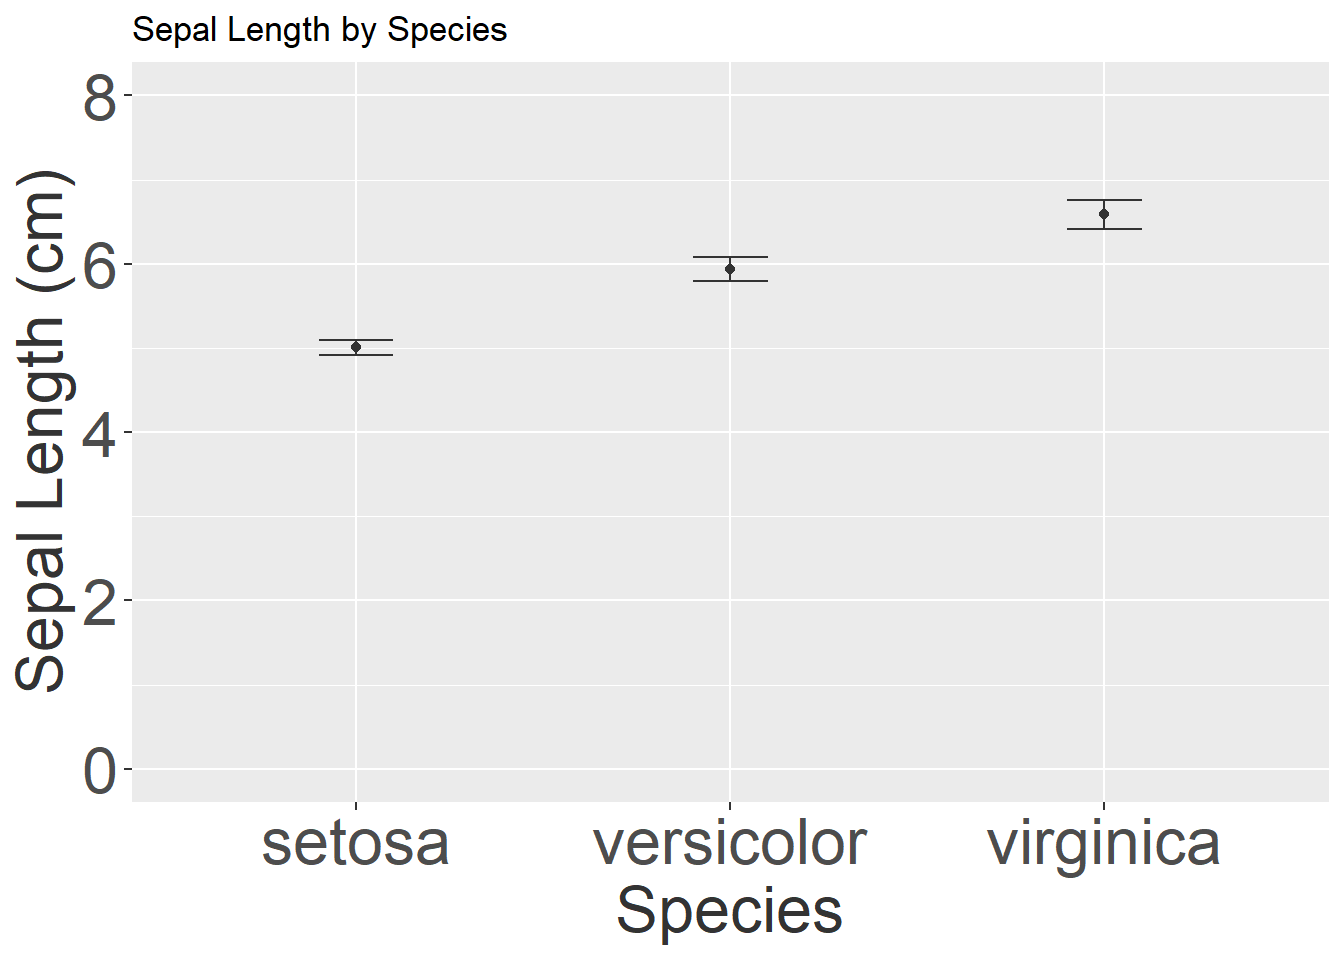 Sepal Length by Species
Sepal Length (cm)
8
6
4
2
0
setosa versicolor virginica
Species